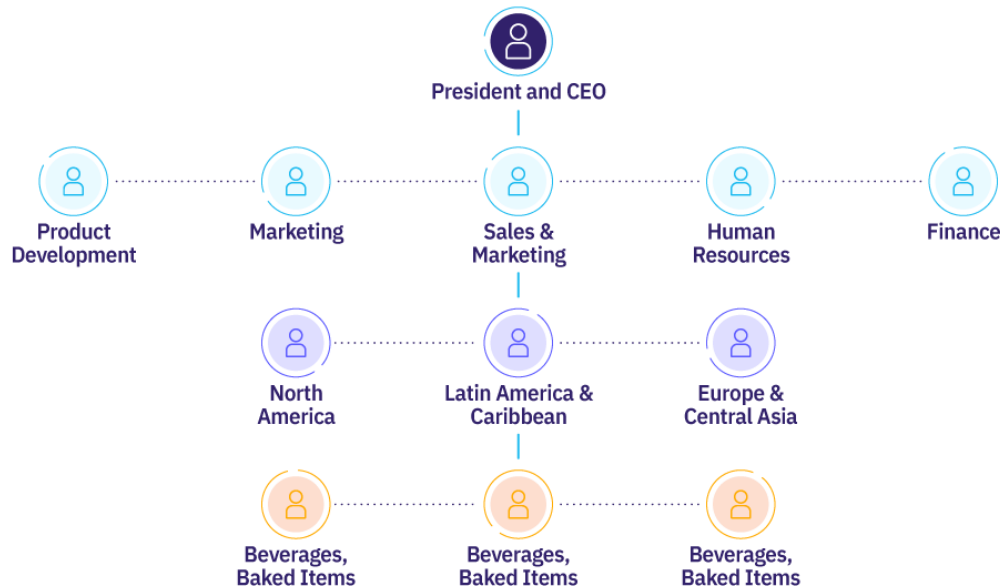 President and CEO
Product
Development
Marketing
Sales &
Marketing
Human
Resources
Finance
North
America
Latin America &
Caribbean
Europe &
Central Asia
Beverages,
Baked Items
Beverages,
Baked Items
Beverages,
Baked Items